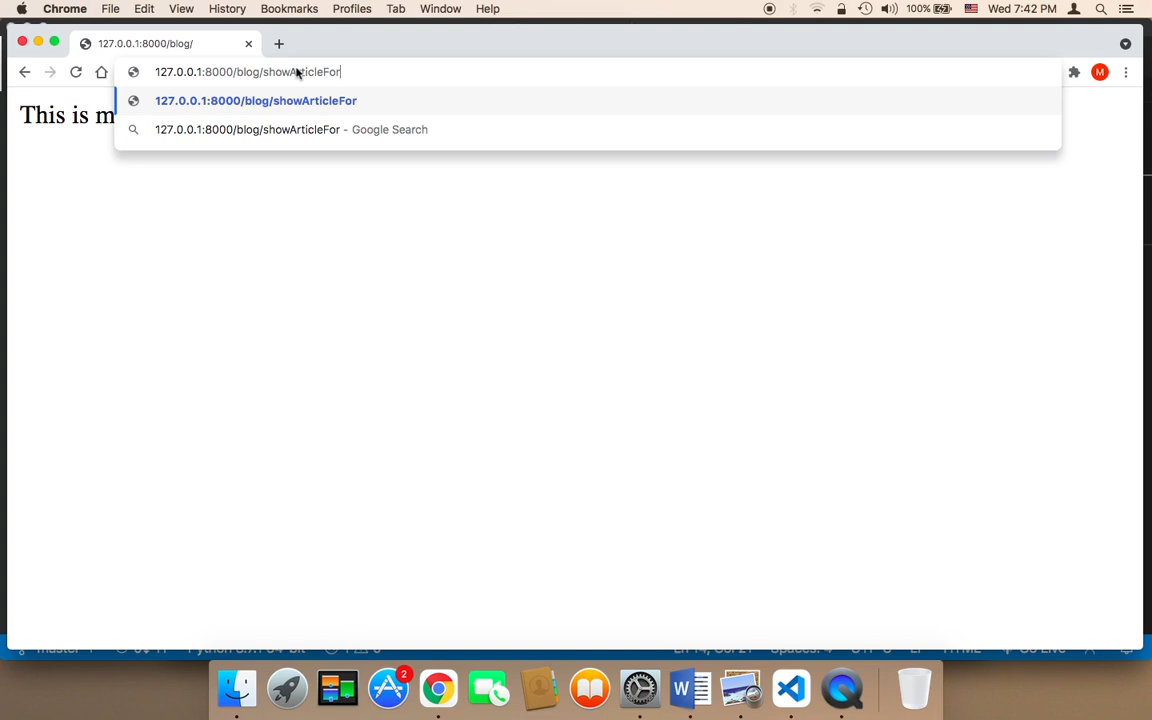 Chrome File Edit View History Bookmarks Profiles Tab Window Help 100% Wed 7:42 PM
127.0.0.1:8000/blog/
127.0.0.1:8000/blog/showArticleFor
M
This is m
127.0.0.1:8000/blog/showArticleFor
127.0.0.1:8000/blog/showArticleFor - Google Search
2